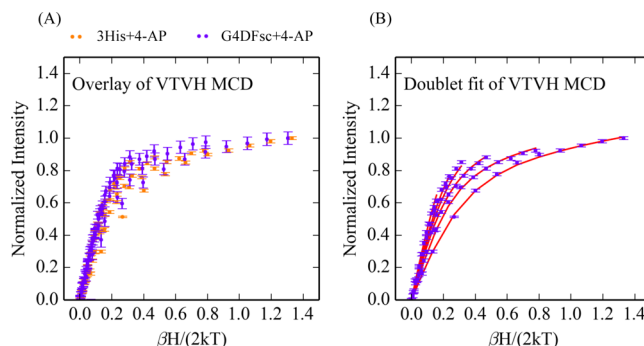 (A)
3His+4-AP
G4DFsc+4-AP
(B)
Overlay of VTVH MCD
Doublet fit of VTVH MCD
Normalized Intensity
1.4
1.2
1.0
0.8
0.6
0.4
0.2
0.0
0.0 0.2 0.4 0.6 0.8 1.0 1.2 1.4
βH/(2kT)
Normalized Intensity
1.4
1.2
1.0
0.8
0.6
0.4
0.2
0.0
0.0 0.2 0.4 0.6 0.8 1.0 1.2 1.4
βH/(2kT)